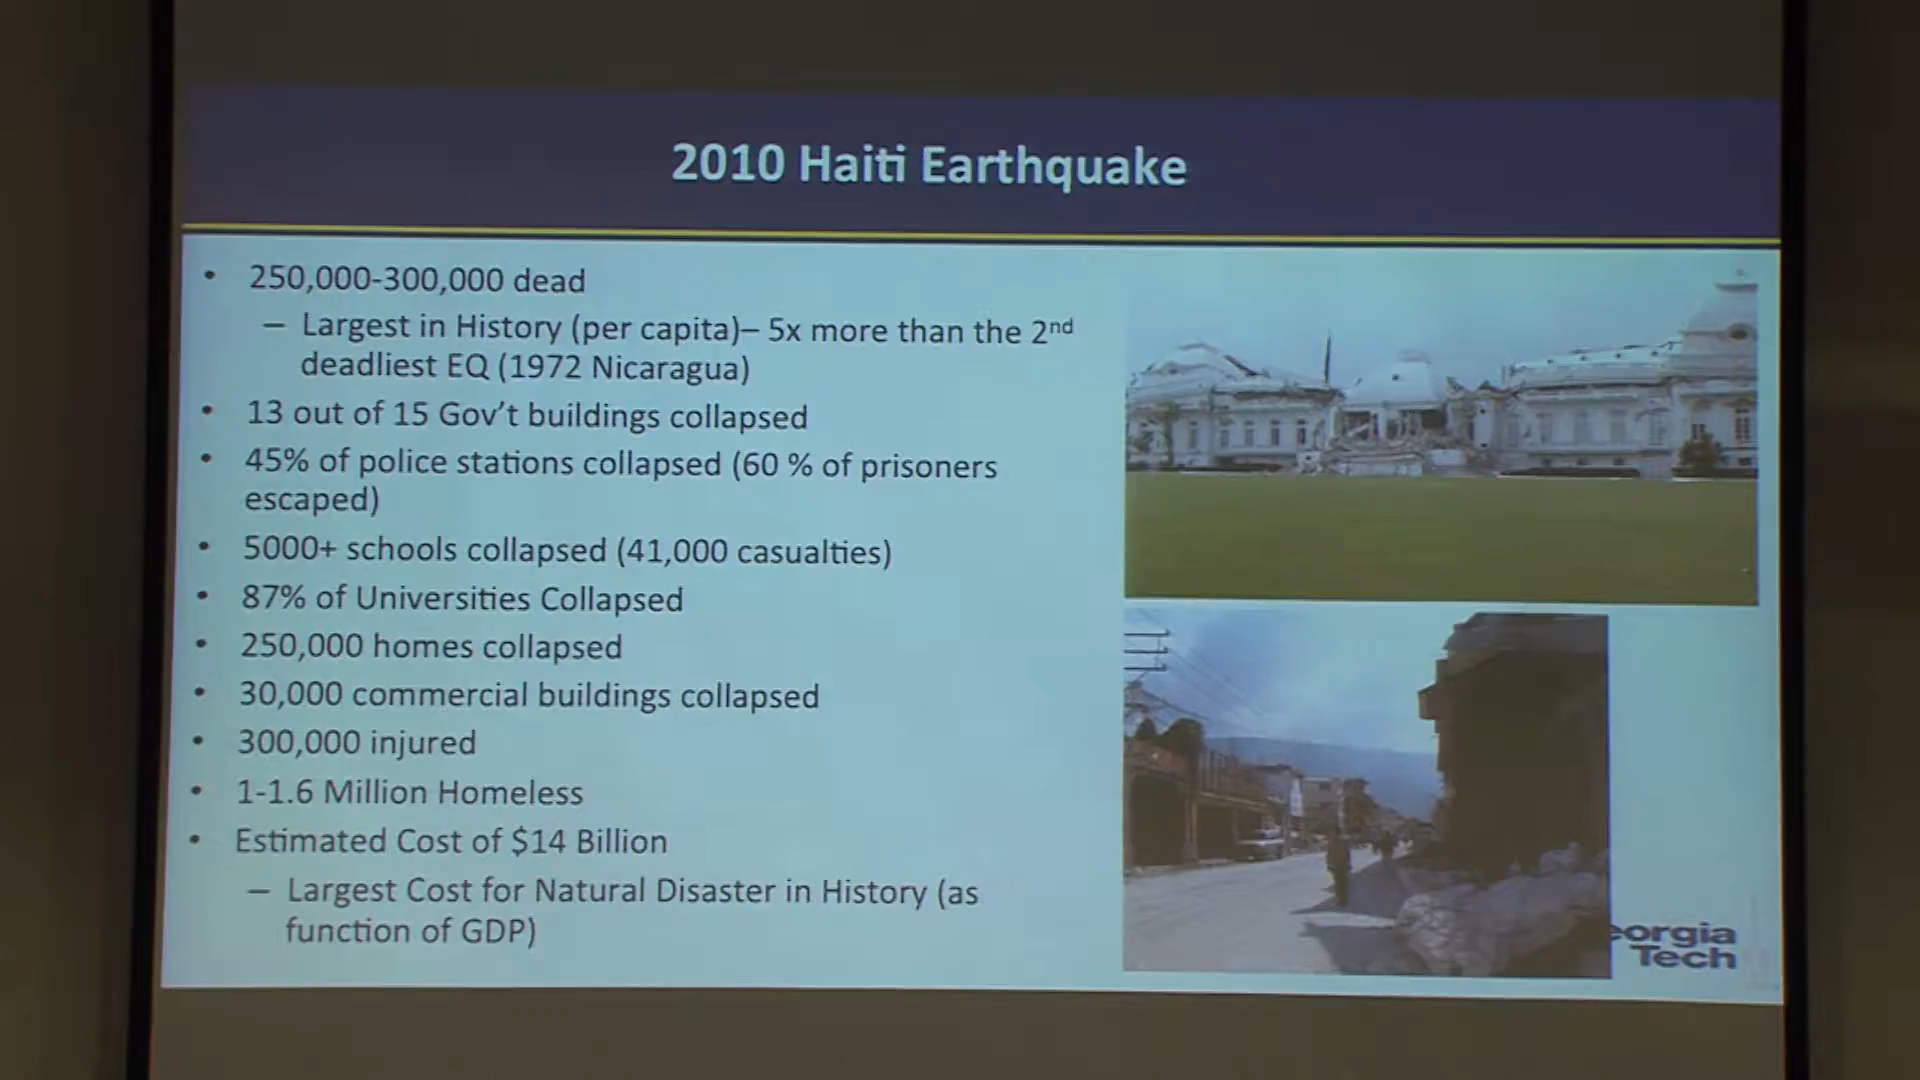 2010 Haiti Earthquake
• 250,000-300,000 dead
– Largest in History (per capita)– 5x more than the 2nd
deadliest EQ (1972 Nicaragua)
• 13 out of 15 Gov't buildings collapsed
• 45% of police stations collapsed (60 % of prisoners
escaped)
• 5000+ schools collapsed (41,000 casualties)
• 87% of Universities Collapsed
• 250,000 homes collapsed
• 30,000 commercial buildings collapsed
• 300,000 injured
• 1-1.6 Million Homeless
• Estimated Cost of $14 Billion
– Largest Cost for Natural Disaster in History (as
function of GDP)
eorgia
Tech